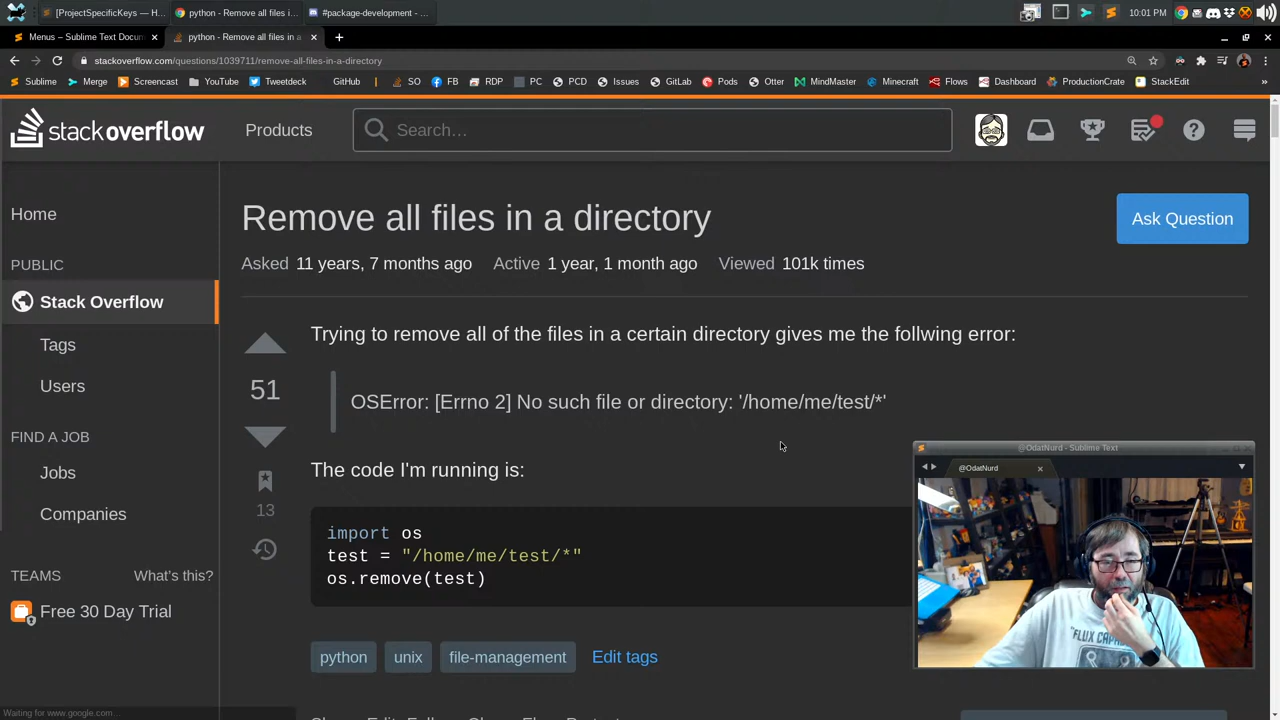 [ProjectSpecificKeys — H...
python - Remove all files i...
#package-development - ...
10:01 PM
Menus – Sublime Text Docum
python - Remove all files in a
stackoverflow.com/questions/1039711/remove-all-files-in-a-directory
Sublime
Merge
Screencast
YouTube
Tweetdeck
GitHub
SO
FB
RDP
PC
PCD
Issues
GitLab
Pods
Otter
MindMaster
Minecraft
Flows
Dashboard
ProductionCrate
StackEdit
»
stackoverflow
Products
Search…
Home
PUBLIC
Stack Overflow
Tags
Users
FIND A JOB
Jobs
Companies
TEAMS
What's this?
Free 30 Day Trial
Remove all files in a directory
Ask Question
Asked 11 years, 7 months ago Active 1 year, 1 month ago Viewed 101k times
51
13
Trying to remove all of the files in a certain directory gives me the follwing error:
OSError: [Errno 2] No such file or directory: '/home/me/test/*'
The code I'm running is:
import os
test = "/home/me/test/*"
os.remove(test)
python
unix
file-management
Edit tags
@OdatNurd - Sublime Text
@OdatNurd
FLUX CAPAC
Waiting for www.google.com...